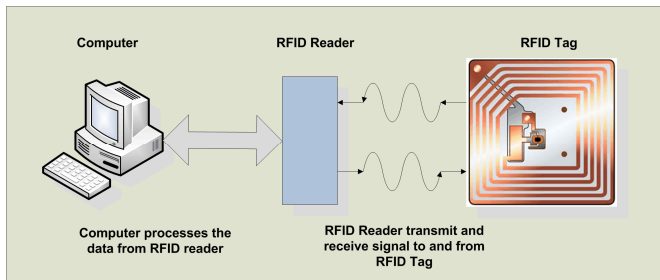 Computer
RFID Reader
RFID Tag
Computer processes the
data from RFID reader
RFID Reader transmit and
receive signal to and from
RFID Tag